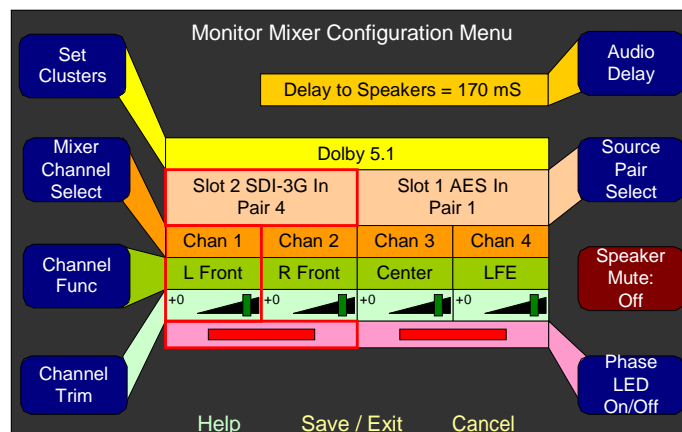 Monitor Mixer Configuration Menu
Set
Clusters
Audio
Delay
Delay to Speakers = 170 mS
Mixer
Channel
Select
Dolby 5.1
Source
Pair
Select
Slot 2 SDI-3G In
Pair 4
Slot 1 AES In
Pair 1
Chan 1
Chan 2
Chan 3
Chan 4
Channel
Func
L Front
R Front
Center
LFE
Speaker
Mute:
Off
+0
+0
+0
+0
Channel
Trim
Phase
LED
On/Off
Help
Save / Exit
Cancel